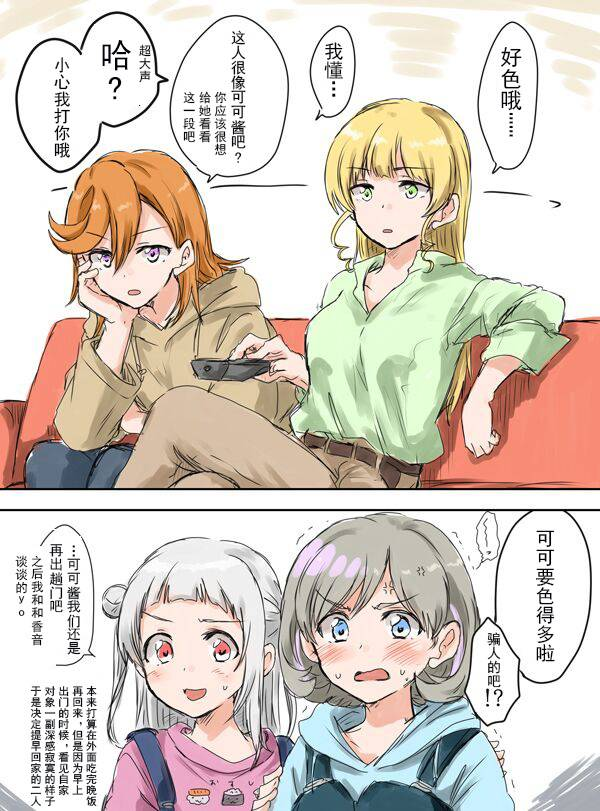 好色哦……
我懂…
这人很像可可酱吧？
你应该很想
给她看看
这一段吧
超大声
哈？
小心我打你哦
可可要色得多啦
骗人的吧！？
…可可酱我们还是
再出趟门吧
之后我和和香音
谈谈的yo
本来打算在外面吃完晚饭
再回来，但是因为早上
出门的时候，看见自家
对象一副深感寂寞的样子
于是决定提早回家的二人